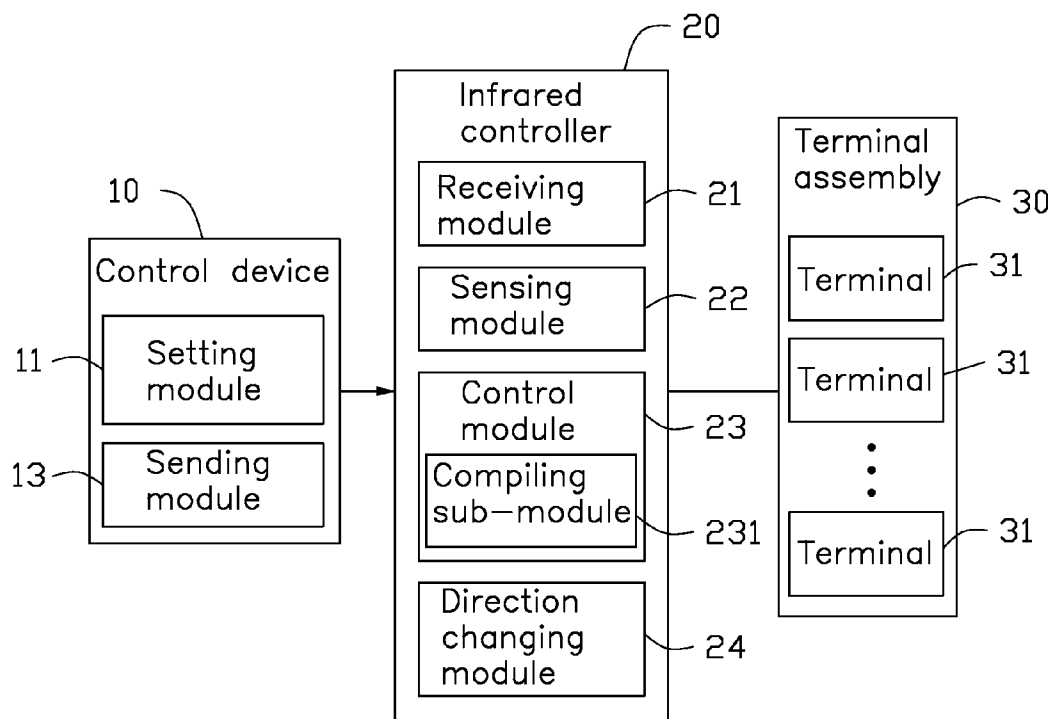 10
Control device
11
Setting
module
13
Sending
module
20
Infrared
controller
Receiving
module
21
Sensing
module
22
Control
module
23
Compiling
sub-module
231
Direction
changing
module
24
Terminal
assembly
30
Terminal
31
Terminal
31
Terminal
31